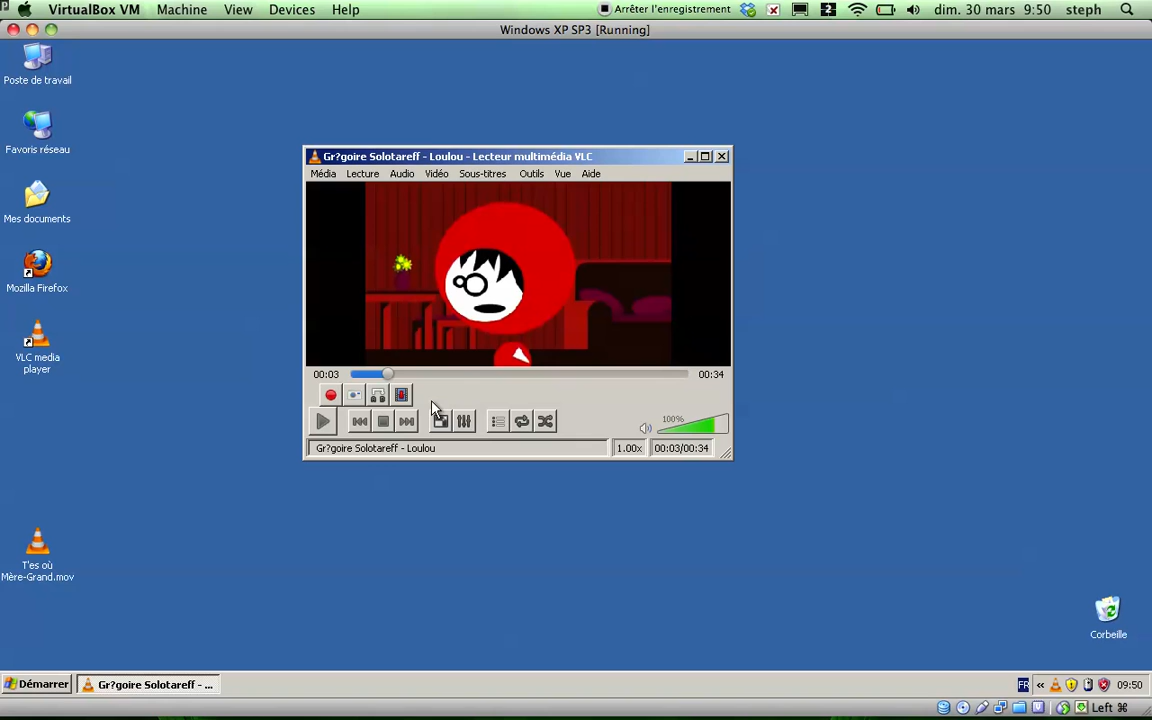 VirtualBox VM Machine View Devices Help Arrêter l'enregistrement 2 dim. 30 mars 9:50 steph
Windows XP SP3 [Running]
Poste de travail
Favoris réseau
Mes documents
Mozilla Firefox
VLC media
player
T'es où
Mère-Grand.mov
Gr?goire Solotareff - Loulou - Lecteur multimédia VLC
Média Lecture Audio Vidéo Sous-titres Outils Vue Aide
00:03 00:34
100%
Gr?goire Solotareff - Loulou 1.00x 00:03/00:34
Corbeille
Démarrer Gr?goire Solotareff - ... FR « 09:50
Left ⌘